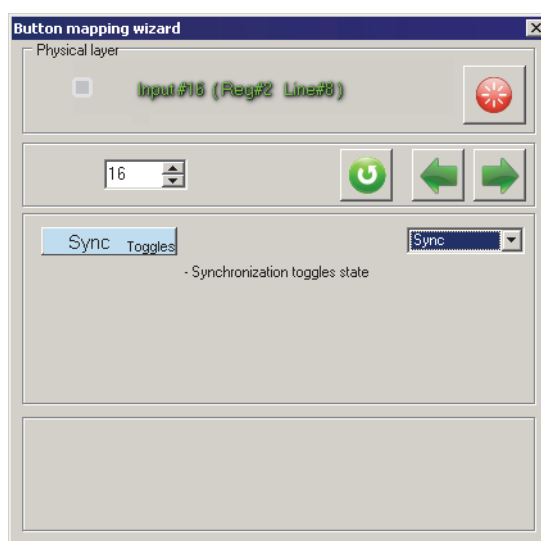 Button mapping wizard
Physical layer
Input#16 (Reg#2 Line#8)
16
Sync Toggles
Sync
- Synchronization toggles state